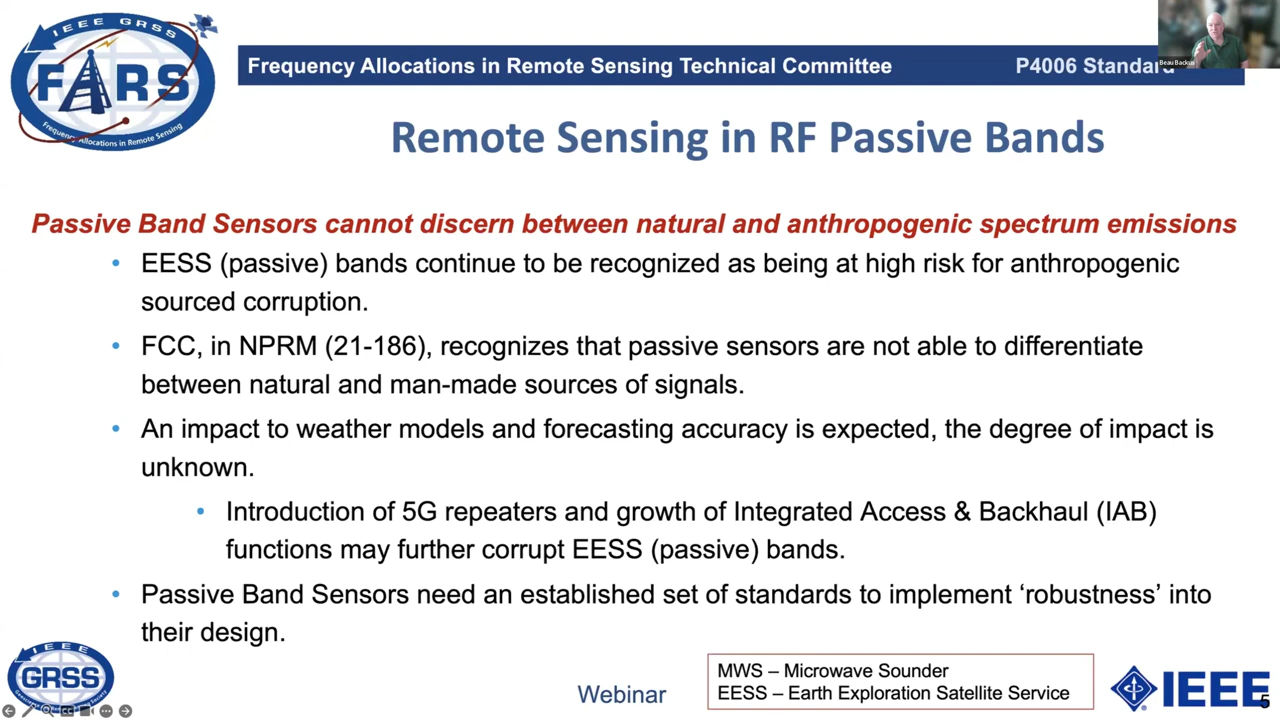 IEEE GRSS
FARS
Frequency Allocations in Remote Sensing
Frequency Allocations in Remote Sensing Technical Committee
P4006 Standard
Beau Backus
Remote Sensing in RF Passive Bands
Passive Band Sensors cannot discern between natural and anthropogenic spectrum emissions
• EESS (passive) bands continue to be recognized as being at high risk for anthropogenic
sourced corruption.
• FCC, in NPRM (21-186), recognizes that passive sensors are not able to differentiate
between natural and man-made sources of signals.
• An impact to weather models and forecasting accuracy is expected, the degree of impact is
unknown.
• Introduction of 5G repeaters and growth of Integrated Access & Backhaul (IAB)
functions may further corrupt EESS (passive) bands.
• Passive Band Sensors need an established set of standards to implement ‘robustness’ into
their design.
IEEE
GRSS
Webinar
MWS – Microwave Sounder
EESS – Earth Exploration Satellite Service
IEEE
5